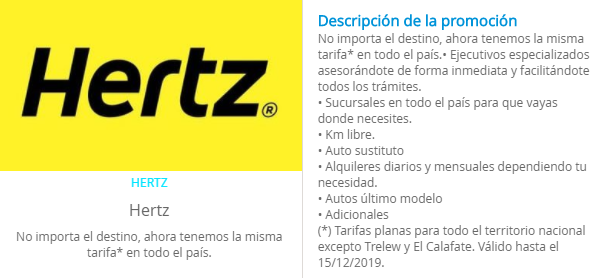 Hertz®
HERTZ
Hertz
No importa el destino, ahora tenemos la misma
tarifa* en todo el país.
Descripción de la promoción
No importa el destino, ahora tenemos la misma
tarifa* en todo el país.• Ejecutivos especializados
asesorándote de forma inmediata y facilitándote
todos los trámites.
• Sucursales en todo el país para que vayas
donde necesites.
• Km libre.
• Auto sustituto
• Alquileres diarios y mensuales dependiendo tu
necesidad.
• Autos último modelo
• Adicionales
(*) Tarifas planas para todo el territorio nacional
excepto Trelew y El Calafate. Válido hasta el
15/12/2019.